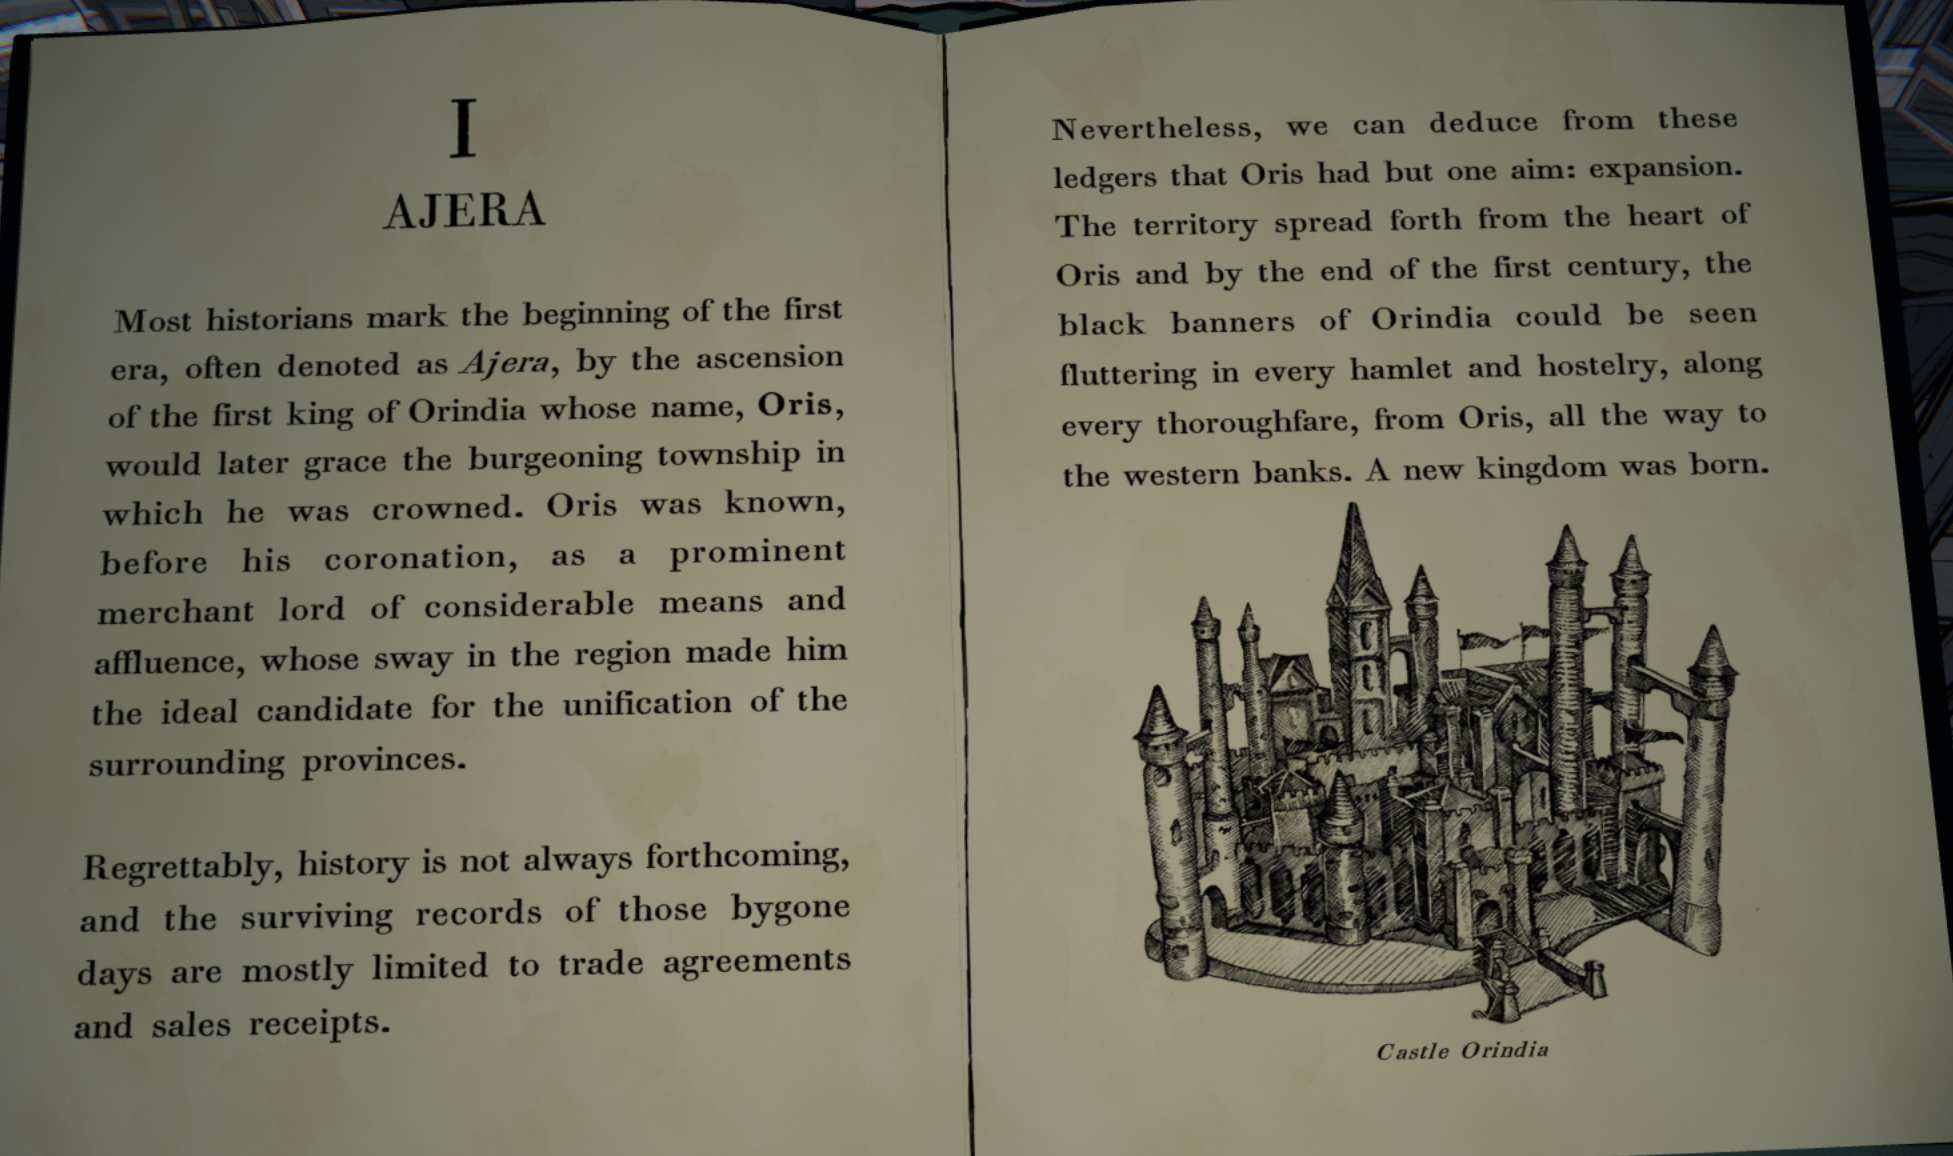 I
AJERA
Most historians mark the beginning of the first
era, often denoted as Ajera, by the ascension
of the first king of Orindia whose name, Oris,
would later grace the burgeoning township in
which he was crowned. Oris was known,
before his coronation, as a prominent
merchant lord of considerable means and
affluence, whose sway in the region made him
the ideal candidate for the unification of the
surrounding provinces.
Regrettably, history is not always forthcoming,
and the surviving records of those bygone
days are mostly limited to trade agreements
and sales receipts.
Nevertheless, we can deduce from these
ledgers that Oris had but one aim: expansion.
The territory spread forth from the heart of
Oris and by the end of the first century, the
black banners of Orindia could be seen
fluttering in every hamlet and hostelry, along
every thoroughfare, from Oris, all the way to
the western banks. A new kingdom was born.
Castle Orindia